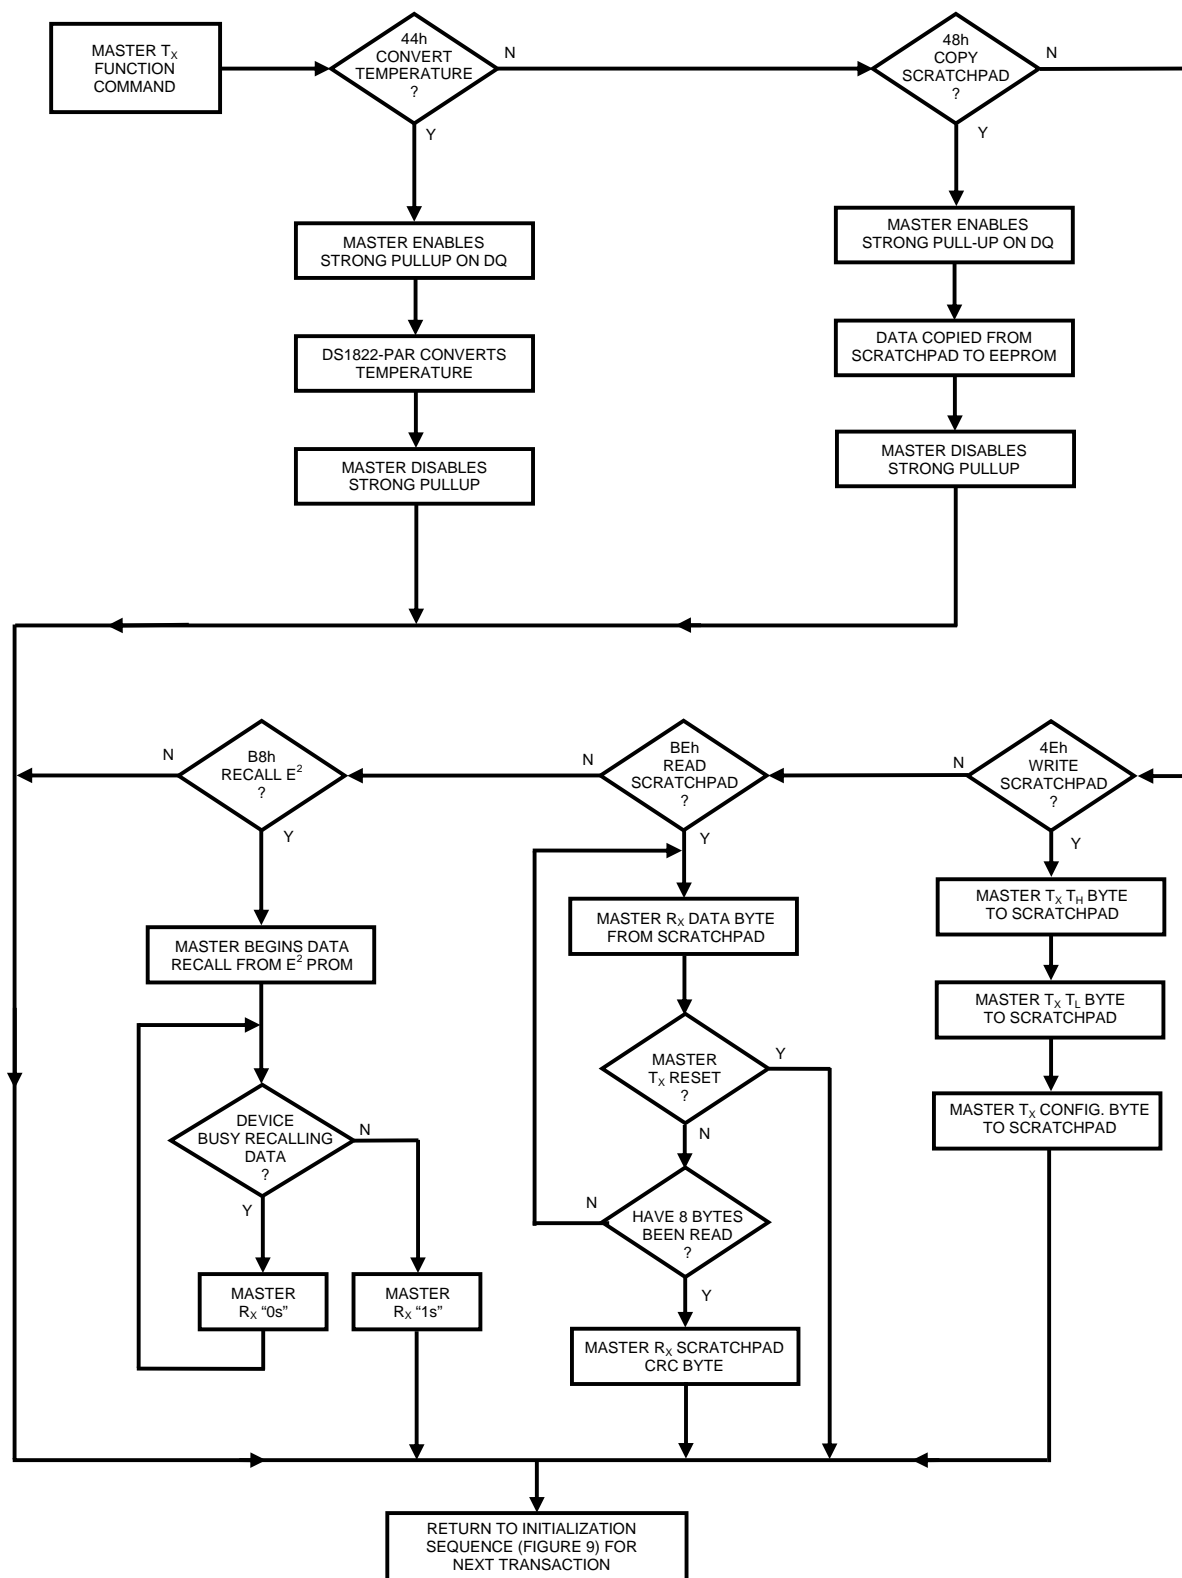 MASTER TX
FUNCTION
COMMAND
44h
CONVERT
TEMPERATURE
?
N
Y
48h
COPY
SCRATCHPAD
?
N
Y
MASTER ENABLES
STRONG PULLUP ON DQ
MASTER ENABLES
STRONG PULL-UP ON DQ
DS1822-PAR CONVERTS
TEMPERATURE
DATA COPIED FROM
SCRATCHPAD TO EEPROM
MASTER DISABLES
STRONG PULLUP
MASTER DISABLES
STRONG PULLUP
N
B8h
RECALL E²
?
Y
N
BEh
READ
SCRATCHPAD
?
Y
N
4Eh
WRITE
SCRATCHPAD
?
Y
MASTER BEGINS DATA
RECALL FROM E² PROM
MASTER RX DATA BYTE
FROM SCRATCHPAD
MASTER TX TH BYTE
TO SCRATCHPAD
MASTER TX TL BYTE
TO SCRATCHPAD
MASTER TX CONFIG. BYTE
TO SCRATCHPAD
MASTER
TX RESET
?
Y
N
DEVICE
BUSY RECALLING
DATA
?
N
Y
N
HAVE 8 BYTES
BEEN READ
?
Y
MASTER
RX “0s”
MASTER
RX “1s”
MASTER RX SCRATCHPAD
CRC BYTE
RETURN TO INITIALIZATION
SEQUENCE (FIGURE 9) FOR
NEXT TRANSACTION